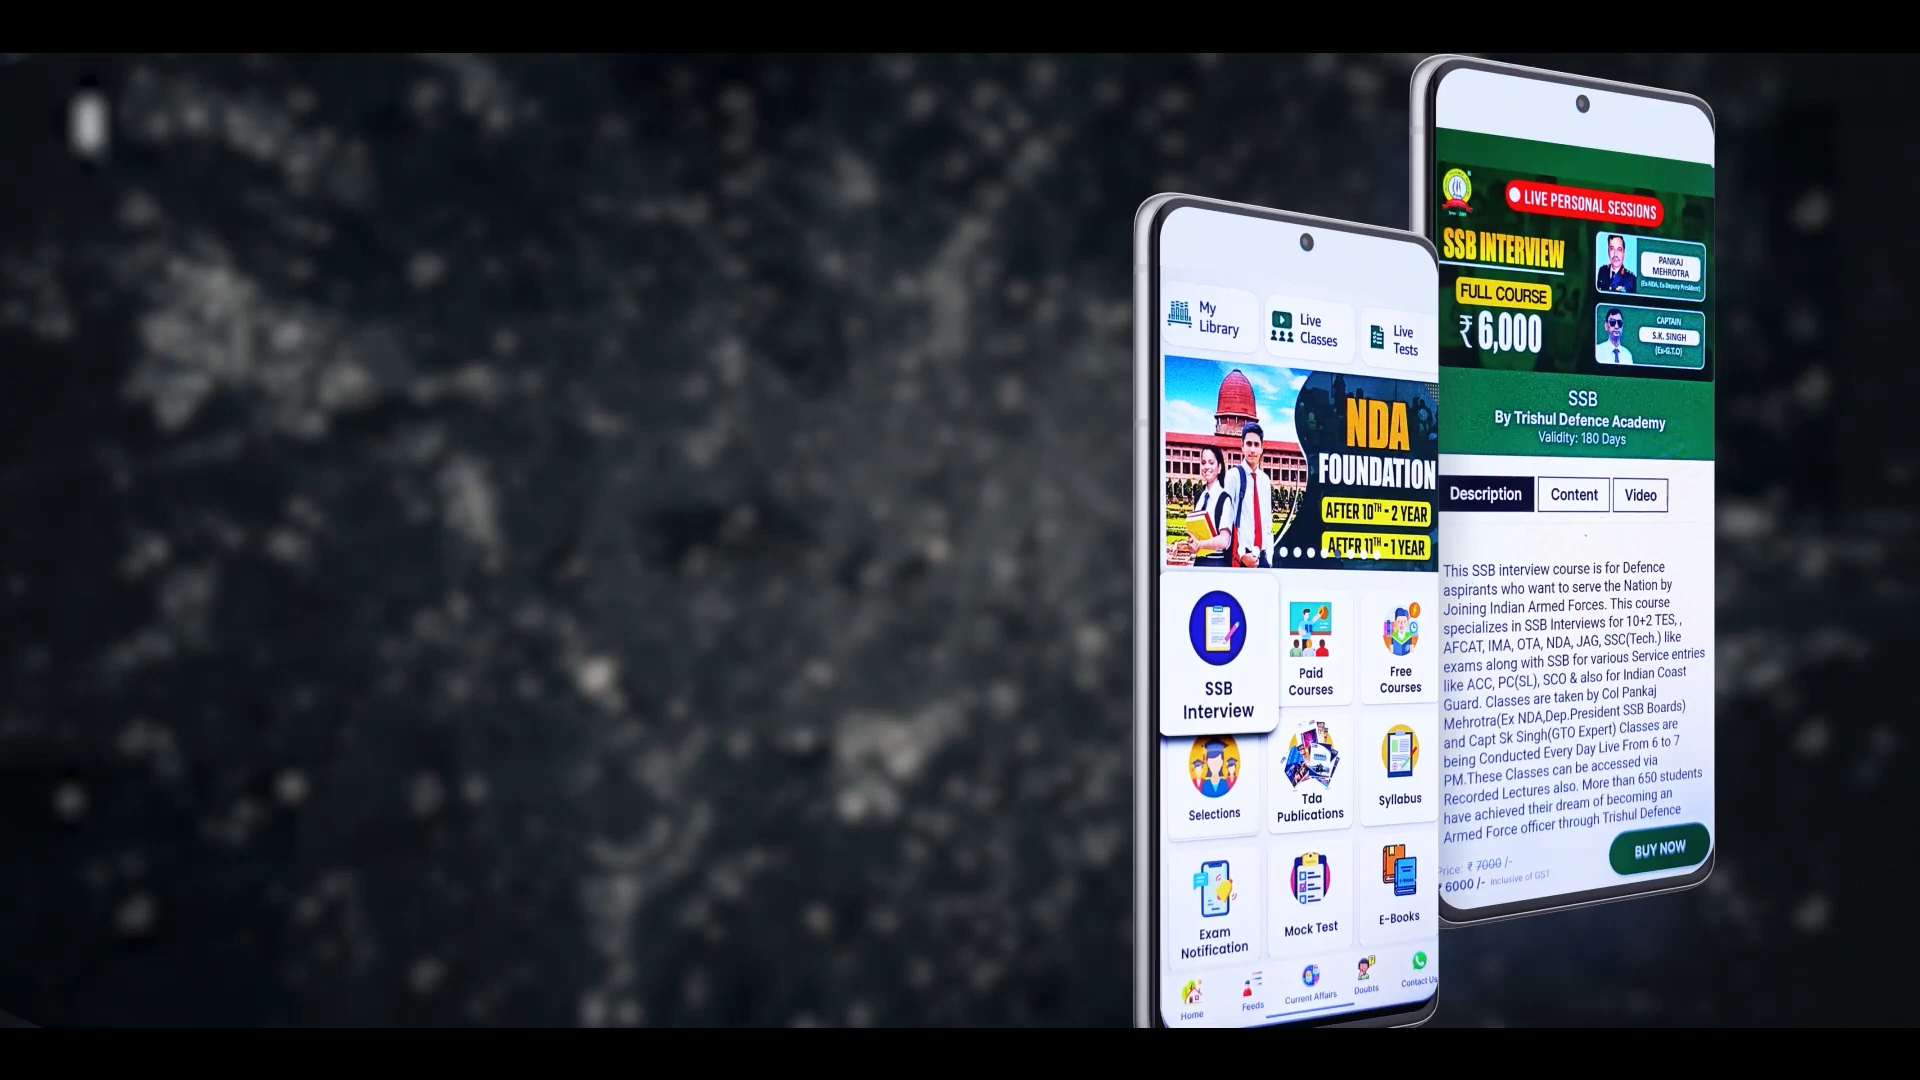 My
Library
Live
Classes
Live
Tests
NDA
FOUNDATION
AFTER 10TH - 2 YEAR
AFTER 11TH - 1 YEAR
SSB
Interview
Paid
Courses
Free
Courses
Selections
Tda
Publications
Syllabus
Exam
Notification
Mock Test
E-Books
Home
Feeds
Current Affairs
Doubts
Contact Us
LIVE PERSONAL SESSIONS
SSB INTERVIEW
FULL COURSE
₹ 6,000
PANKAJ
MEHROTRA
(Ex-NDA, Ex-Deputy President)
CAPTAIN
S.K. SINGH
(Ex-G.T.O)
SSB
By Trishul Defence Academy
Validity: 180 Days
Description
Content
Video
This SSB interview course is for Defence
aspirants who want to serve the Nation by
Joining Indian Armed Forces. This course
specializes in SSB Interviews for 10+2 TES, ,
AFCAT, IMA, OTA, NDA, JAG, SSC(Tech.) like
exams along with SSB for various Service entries
like ACC, PC(SL), SCO & also for Indian Coast
Guard. Classes are taken by Col Pankaj
Mehrotra(Ex NDA,Dep.President SSB Boards)
and Capt Sk Singh(GTO Expert) Classes are
being Conducted Every Day Live From 6 to 7
PM.These Classes can be accessed via
Recorded Lectures also. More than 650 students
have achieved their dream of becoming an
Armed Force officer through Trishul Defence
Price: ₹ 7000 /-
₹ 6000 /- Inclusive of GST
BUY NOW